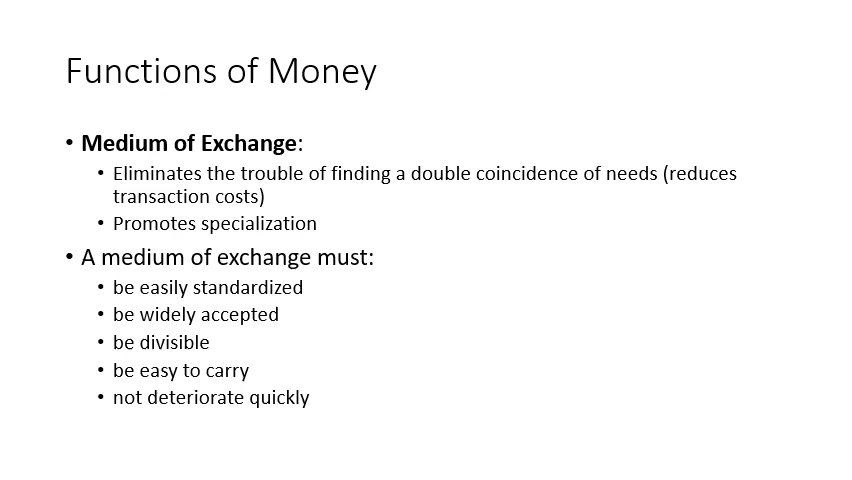 Functions of Money
• Medium of Exchange:
• Eliminates the trouble of finding a double coincidence of needs (reduces
transaction costs)
• Promotes specialization
• A medium of exchange must:
• be easily standardized
• be widely accepted
• be divisible
• be easy to carry
• not deteriorate quickly